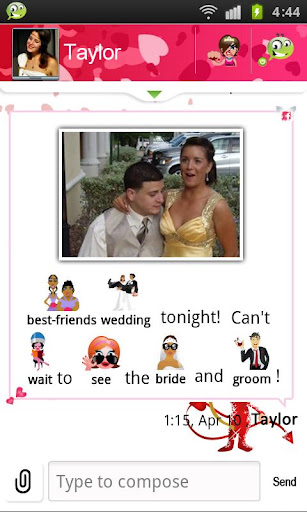 4:44
Taylor
best-friends wedding tonight! Can't
wait to see the bride and groom !
1:15, Apr 10, Taylor
Type to compose
Send